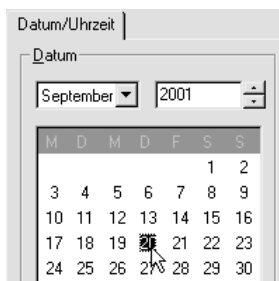 Datum/Uhrzeit
Datum
September 2001
M D M D F S S
1 2
3 4 5 6 7 8 9
10 11 12 13 14 15 16
17 18 19 20 21 22 23
24 25 26 27 28 29 30